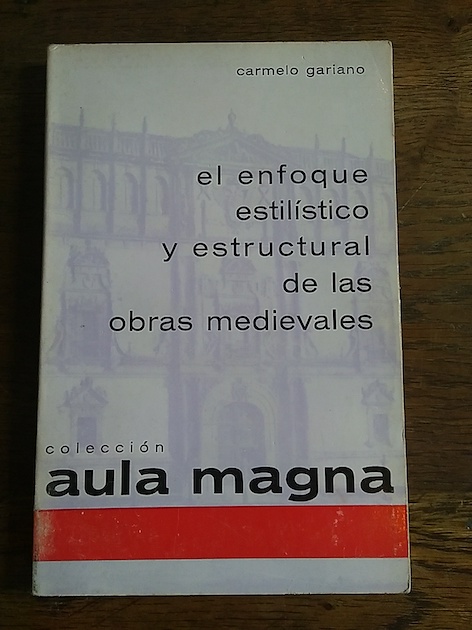 carmelo gariano
el enfoque
estilístico
y estructural
de las
obras medievales
colección
aula magna